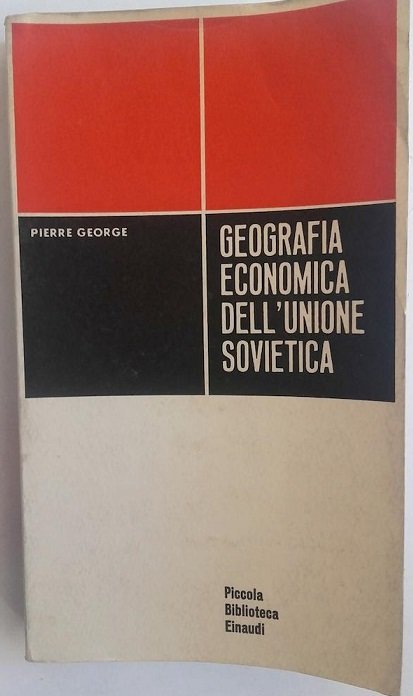 PIERRE GEORGE
GEOGRAFIA
ECONOMICA
DELL'UNIONE
SOVIETICA
Piccola
Biblioteca
Einaudi